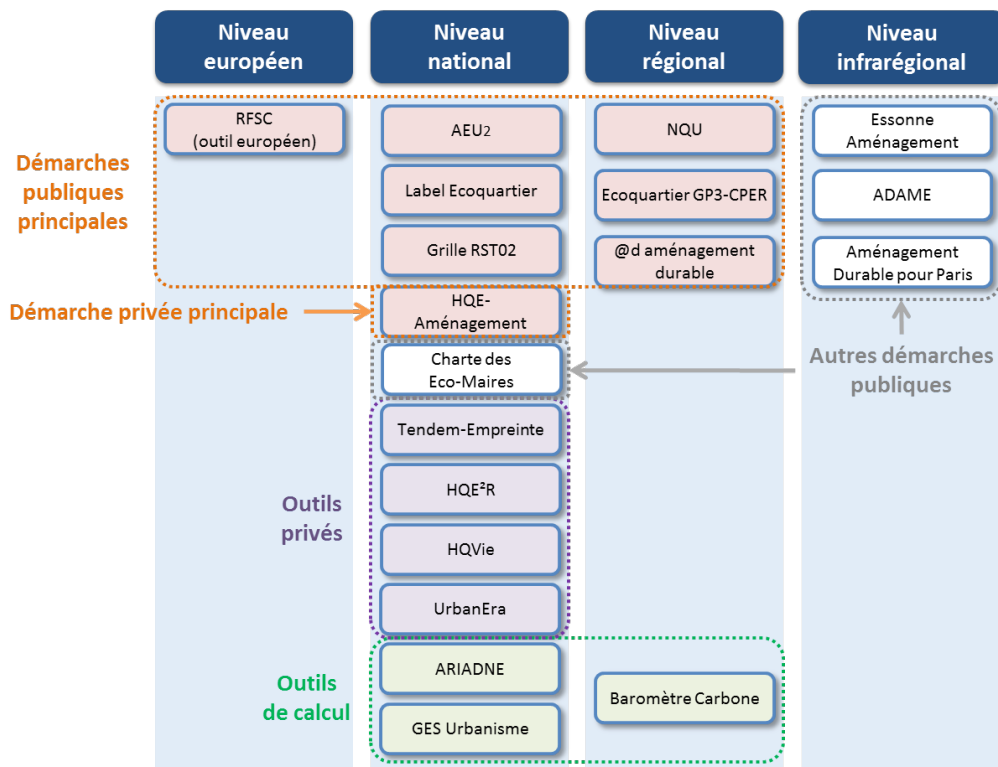 Niveau
européen
Niveau
national
Niveau
régional
Niveau
infrarégional
Démarches
publiques
principales
RFSC
(outil européen)
AEU2
Label Ecoquartier
Grille RST02
NQU
Ecoquartier GP3-CPER
@d aménagement
durable
Essonne
Aménagement
ADAME
Aménagement
Durable pour Paris
Démarche privée principale
HQE-
Aménagement
Charte des
Eco-Maires
Autres démarches
publiques
Outils
privés
Tendem-Empreinte
HQE²R
HQVie
UrbanEra
Outils
de calcul
ARIADNE
GES Urbanisme
Baromètre Carbone